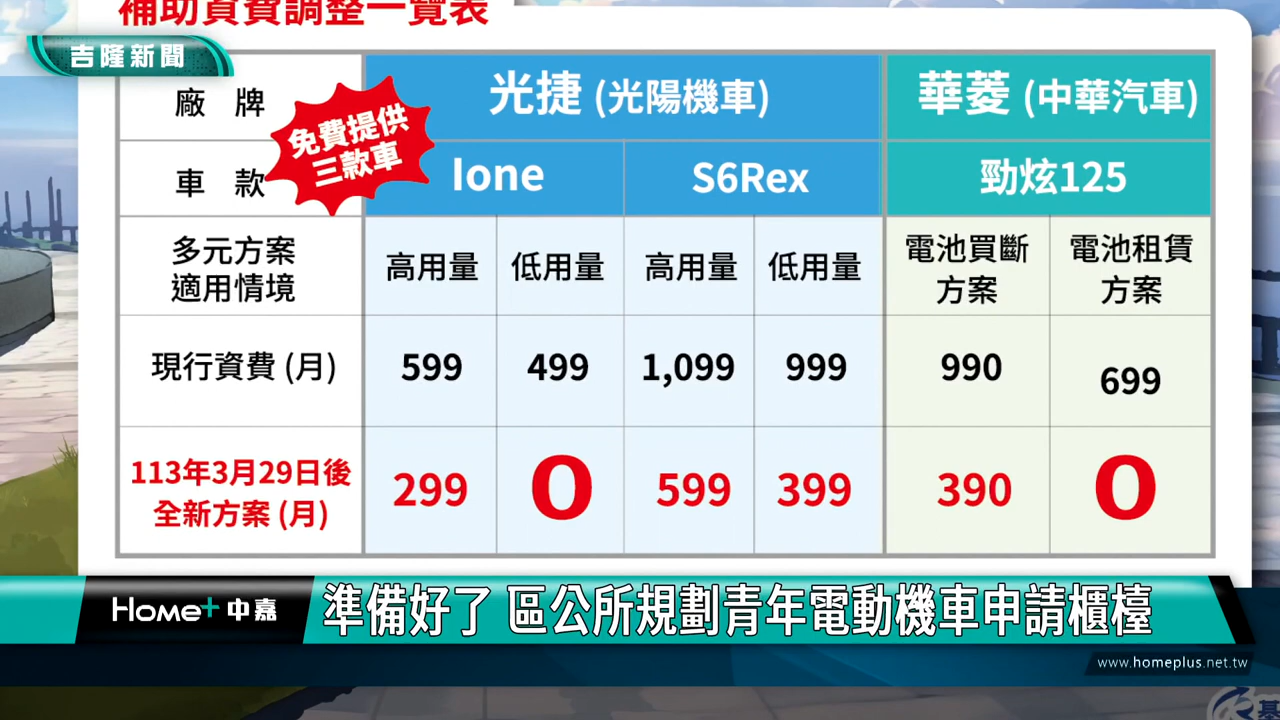 補助資費調整一覽表
吉隆新聞
廠 牌
免費提供
三款車
光捷 (光陽機車)
華菱 (中華汽車)
車 款
Ione
S6Rex
勁炫125
多元方案
適用情境
高用量
低用量
高用量
低用量
電池買斷
方案
電池租賃
方案
現行資費 (月)
599
499
1,099
999
990
699
113年3月29日後
全新方案 (月)
299
0
599
399
390
0
Home+ 中嘉
準備好了 區公所規劃青年電動機車申請櫃檯
www.homeplus.net.tw